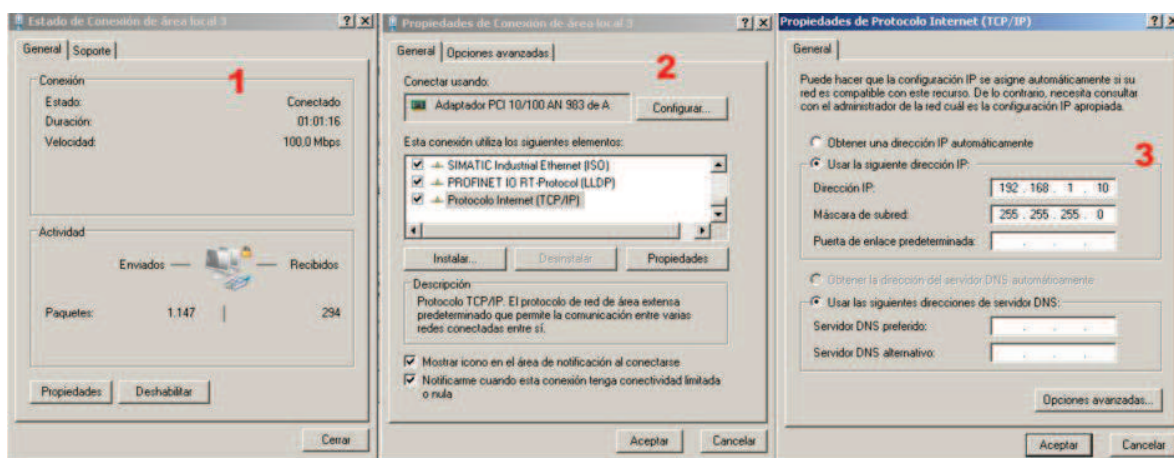 Estado de Conexión de área local 3
General
Soporte
1
Conexión
Estado:
Conectado
Duración:
01:01:16
Velocidad:
100.0 Mbps
Actividad
Enviados
Recibidos
Paquetes:
1.147
294
Propiedades
Deshabilitar
Cerrar
Propiedades de Conexión de área local 3
General
Opciones avanzadas
2
Conectar usando:
Adaptador PCI 10/100 AN 983 de A
Configurar...
Esta conexión utiliza los siguientes elementos:
SIMATIC Industrial Ethernet (ISO)
PROFINET IO RT-Protocol (LLDP)
Protocolo Internet (TCP/IP)
Instalar...
Desinstalar
Propiedades
Descripción
Protocolo TCP/IP. El protocolo de red de área extensa
predeterminado que permite la comunicación entre varias
redes conectadas entre sí.
Mostrar icono en el área de notificación al conectarse
Notificarme cuando esta conexión tenga conectividad limitada
o nula
Aceptar
Cancelar
Propiedades de Protocolo Internet (TCP/IP)
General
Puede hacer que la configuración IP se asigne automáticamente si su
red es compatible con este recurso. De lo contrario, necesita consultar
con el administrador de la red cuál es la configuración IP apropiada.
Obtener una dirección IP automáticamente
3
Usar la siguiente dirección IP:
Dirección IP:
192 . 168 . 1 . 10
Máscara de subred:
255 . 255 . 255 . 0
Puerta de enlace predeterminada:
Obtener la dirección del servidor DNS automáticamente
Usar las siguientes direcciones de servidor DNS:
Servidor DNS preferido:
Servidor DNS alternativo:
Opciones avanzadas...
Aceptar
Cancelar